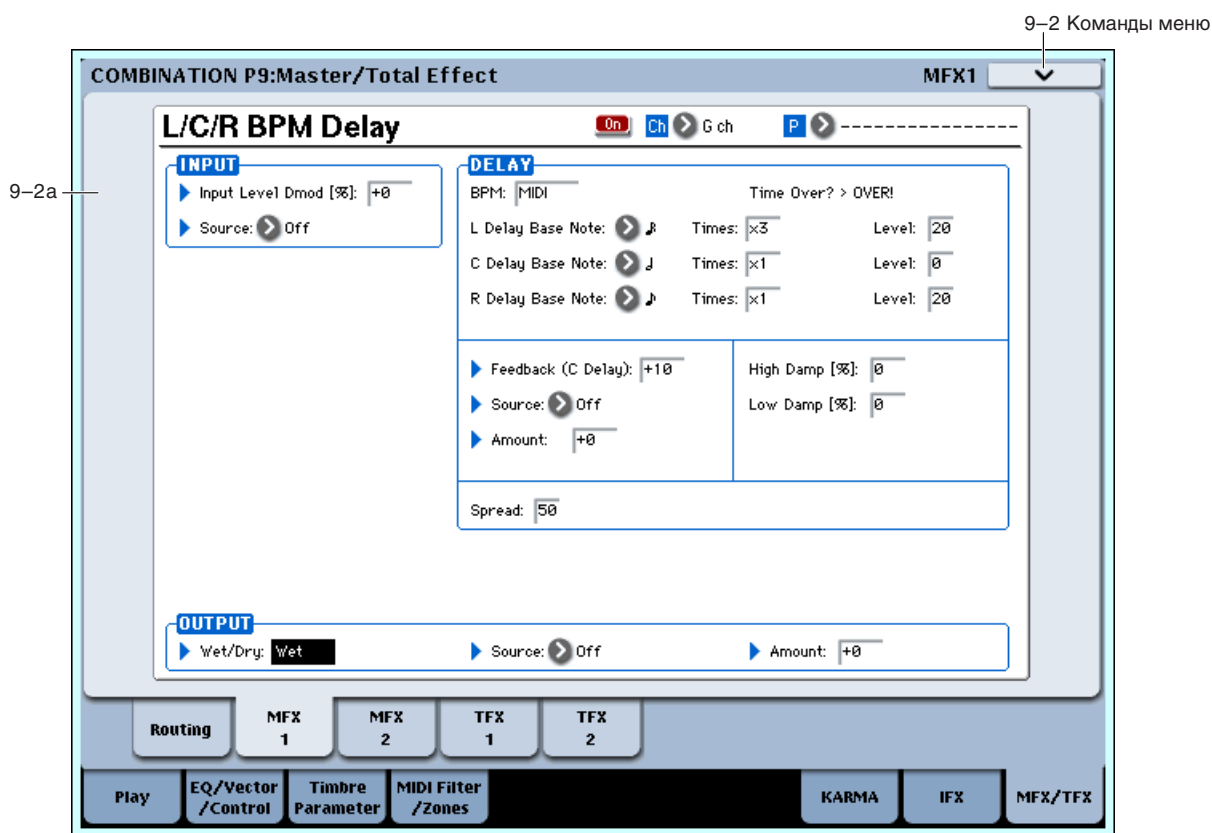 9–2 Команды меню
COMBINATION P9:Master/Total Effect MFX1
L/C/R BPM Delay On Ch G ch P ------------------
9–2a
INPUT
Input Level Dmod [%]: +0
Source: Off
DELAY
BPM: MIDI Time Over? > OVER!
L Delay Base Note: Times: x3 Level: 20
C Delay Base Note: Times: x1 Level: 0
R Delay Base Note: Times: x1 Level: 20
Feedback (C Delay): +10 High Damp [%]: 0
Source: Off Low Damp [%]: 0
Amount: +0
Spread: 50
OUTPUT
Wet/Dry: Wet Source: Off Amount: +0
Routing MFX 1 MFX 2 TFX 1 TFX 2
Play EQ/Vector /Control Timbre Parameter MIDI Filter /Zones KARMA IFX MFX/TFX